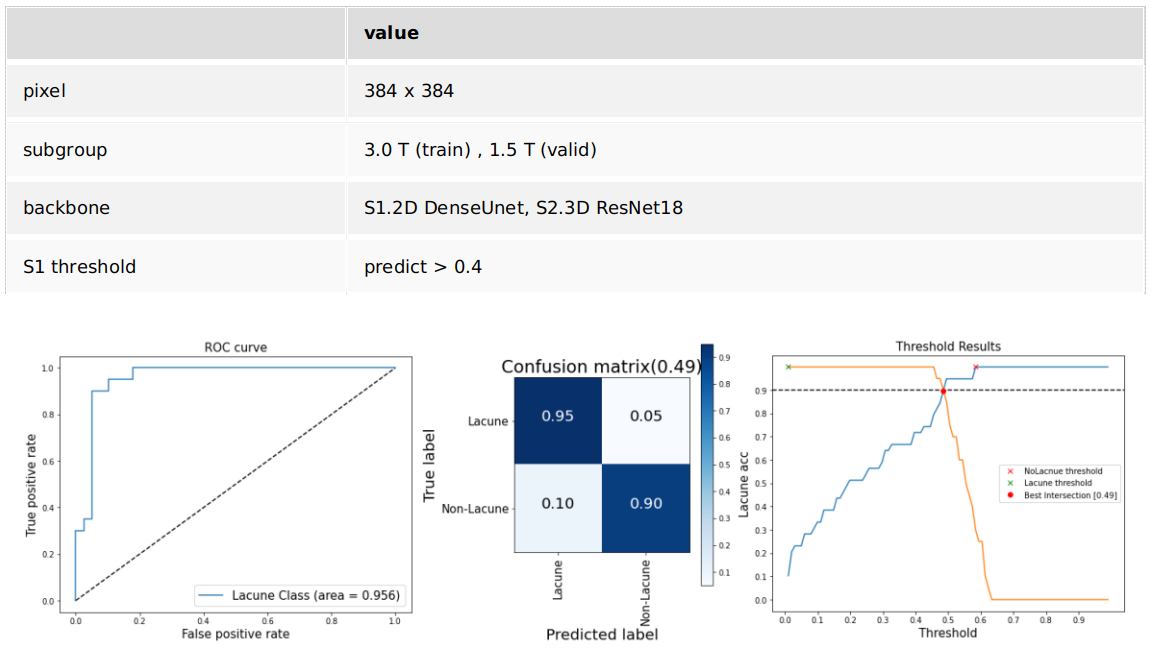 value
pixel 384 x 384
subgroup 3.0 T (train) , 1.5 T (valid)
backbone S1.2D DenseUnet, S2.3D ResNet18
S1 threshold predict > 0.4
ROC curve
True positive rate
1.0
0.8
0.6
0.4
0.2
0.0
0.0 0.2 0.4 0.6 0.8 1.0
False positive rate
Lacune Class (area = 0.956)
Confusion matrix(0.49)
True label
Lacune 0.95 0.05
Non-Lacune 0.10 0.90
Lacune Non-Lacune
Predicted label
0.9
0.8
0.7
0.6
0.5
0.4
0.3
0.2
0.1
Threshold Results
Lacune acc
0.9
0.8
0.7
0.6
0.5
0.4
0.3
0.2
0.1
0.0
0.0 0.1 0.2 0.3 0.4 0.5 0.6 0.7 0.8 0.9
Threshold
NoLacnue threshold
Lacune threshold
Best Intersection [0.49]